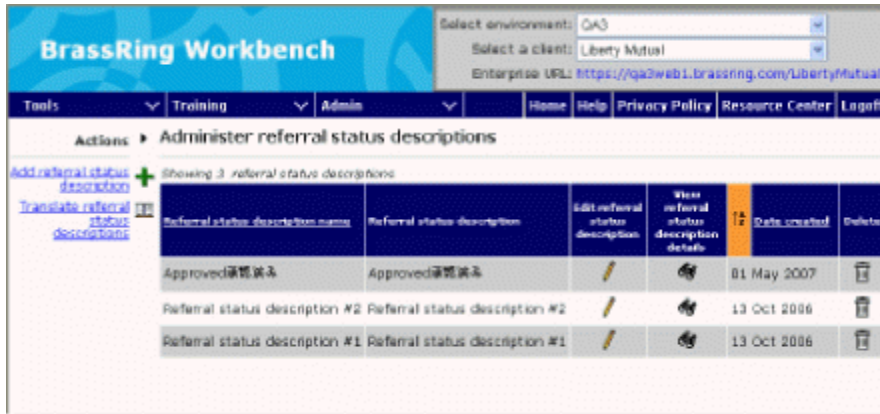 Select environment: QA3
BrassRing Workbench
Select a client: Liberty Mutual
Enterprise URL: https://qa3web1.brassring.com/LibertyMutual
Tools Training Admin Home Help Privacy Policy Resource Center Logoff
Actions Administer referral status descriptions
Add referral status
description
Showing 3 referral status descriptions
Translate referral
status
descriptions
Referral status description name Referral status description Edit referral status description View referral status description details Date created Delete
Approved Approved 01 May 2007
Referral status description #2 Referral status description #2 13 Oct 2006
Referral status description #1 Referral status description #1 13 Oct 2006